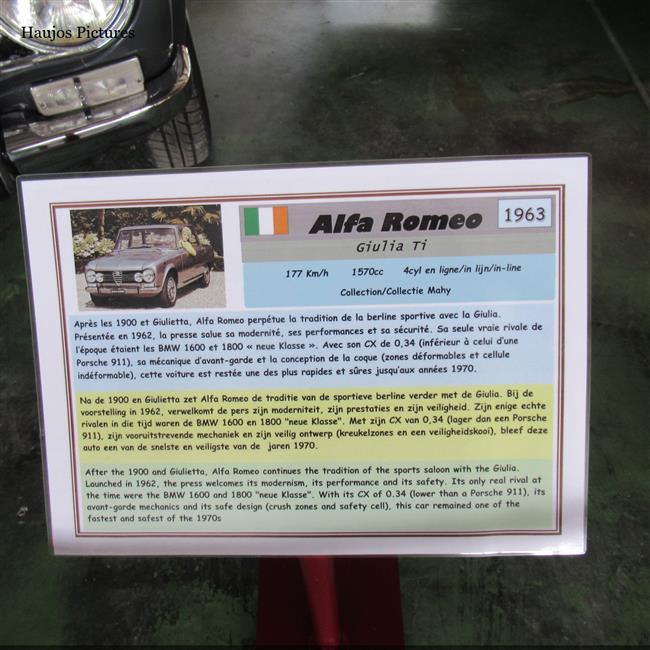 Haujos Pictures
Alfa Romeo
1963
Giulia Ti
177 Km/h 1570cc 4cyl en ligne/in lijn/in-line
Collection/Collectie Mahy
Après les 1900 et Giulietta, Alfa Romeo perpétue la tradition de la berline sportive avec la Giulia.
Présentée en 1962, la presse salue sa modernité, ses performances et sa sécurité. Sa seule vraie rivale de
l'époque étaient les BMW 1600 et 1800 « neue Klasse ». Avec son CX de 0,34 (inférieur à celui d'une
Porsche 911), sa mécanique d'avant-garde et la conception de la coque (zones déformables et cellule
indéformable), cette voiture est restée une des plus rapides et sûres jusqu'aux années 1970.
Na de 1900 en Giulietta zet Alfa Romeo de traditie van de sportieve berline verder met de Giulia. Bij de
voorstelling in 1962, verwelkomt de pers zijn moderniteit, zijn prestaties en zijn veiligheid. Zijn enige echte
rivalen in die tijd waren de BMW 1600 en 1800 "neue Klasse". Met zijn CX van 0,34 (lager dan een Porsche
911), zijn vooruitstrevende mechaniek en zijn veilig ontwerp (kreukelzones en een veiligheidskooi), bleef deze
auto een van de snelste en veiligste van de jaren 1970.
After the 1900 and Giulietta, Alfa Romeo continues the tradition of the sports saloon with the Giulia.
Launched in 1962, the press welcomes its modernism, its performance and its safety. Its only real rival at
the time were the BMW 1600 and 1800 "neue Klasse". With its CX of 0.34 (lower than a Porsche 911), its
avant-garde mechanics and its safe design (crush zones and safety cell), this car remained one of the
fastest and safest of the 1970s